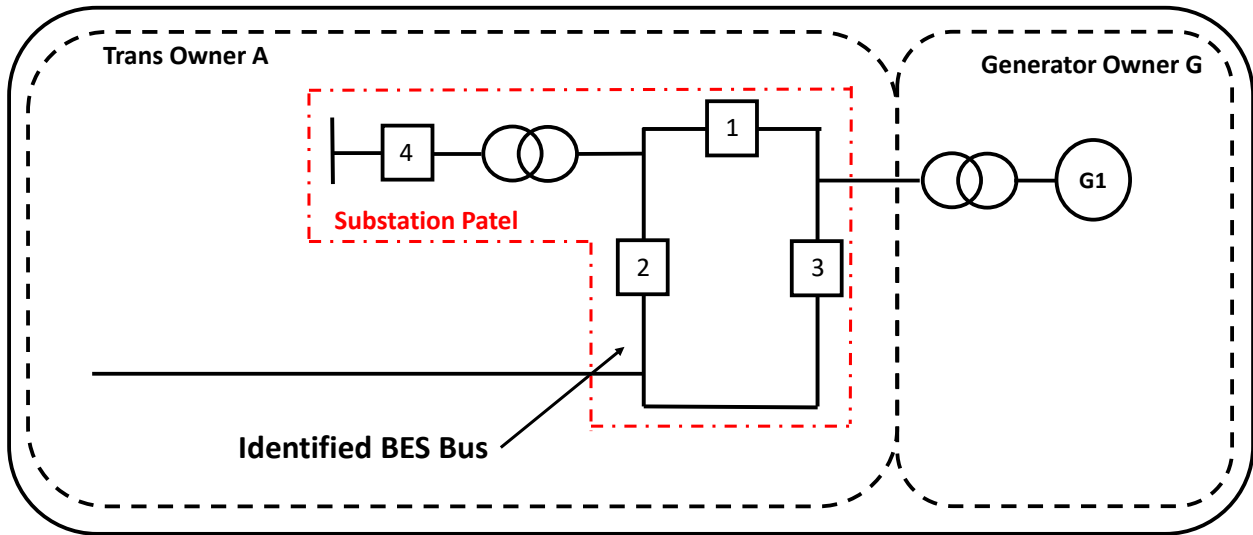 Trans Owner A
Generator Owner G
1
4
G1
Substation Patel
2
3
Identified BES Bus